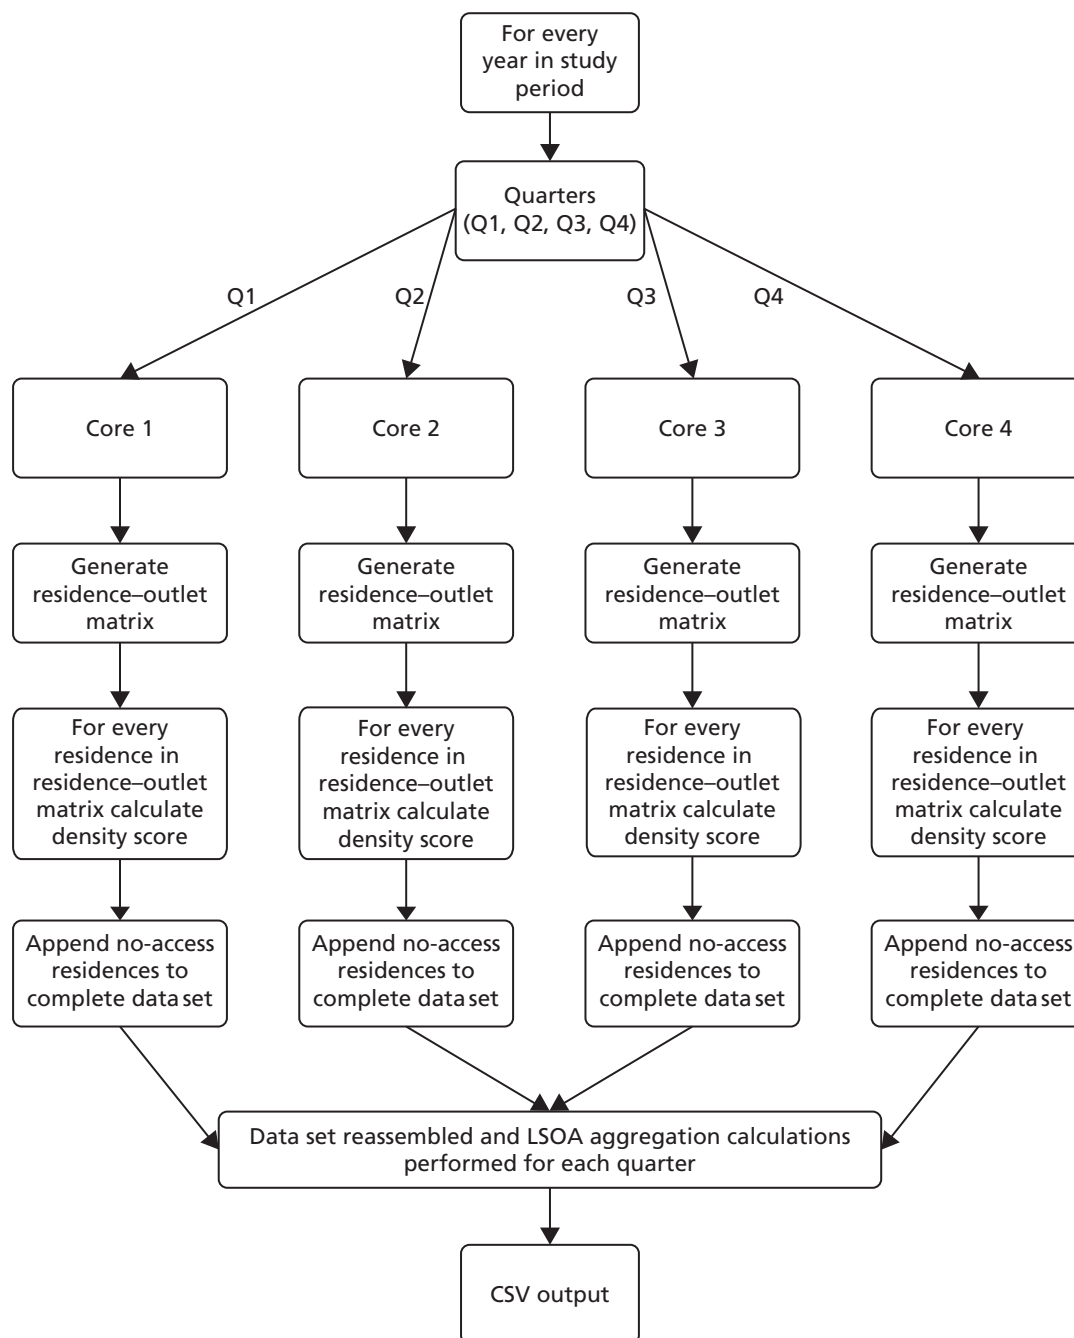 For every
year in study
period
Quarters
(Q1, Q2, Q3, Q4)
Q1
Q2
Q3
Q4
Core 1
Core 2
Core 3
Core 4
Generate
residence–outlet
matrix
Generate
residence–outlet
matrix
Generate
residence–outlet
matrix
Generate
residence–outlet
matrix
For every
residence in
residence–outlet
matrix calculate
density score
For every
residence in
residence–outlet
matrix calculate
density score
For every
residence in
residence–outlet
matrix calculate
density score
For every
residence in
residence–outlet
matrix calculate
density score
Append no-access
residences to
complete data set
Append no-access
residences to
complete data set
Append no-access
residences to
complete data set
Append no-access
residences to
complete data set
Data set reassembled and LSOA aggregation calculations
performed for each quarter
CSV output